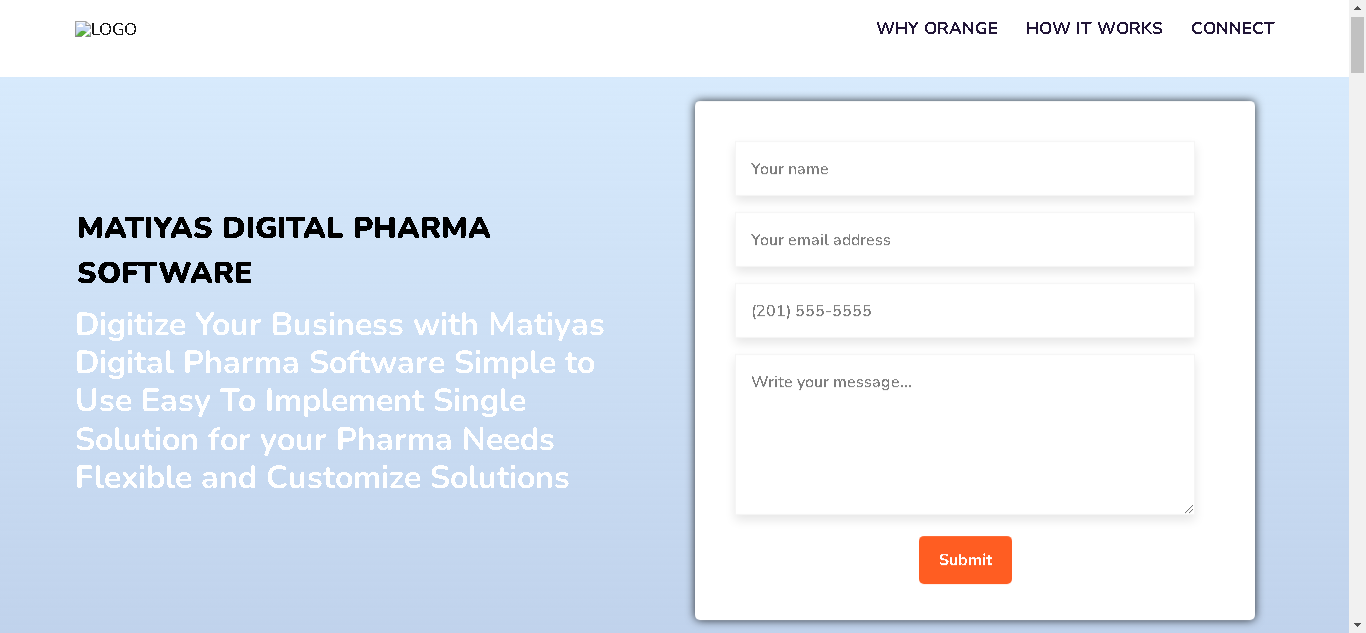 LOGO
WHY ORANGE
HOW IT WORKS
CONNECT
MATIYAS DIGITAL PHARMA
SOFTWARE
Digitize Your Business with Matiyas
Digital Pharma Software Simple to
Use Easy To Implement Single
Solution for your Pharma Needs
Flexible and Customize Solutions
Your name
Your email address
(201) 555-5555
Write your message...
Submit